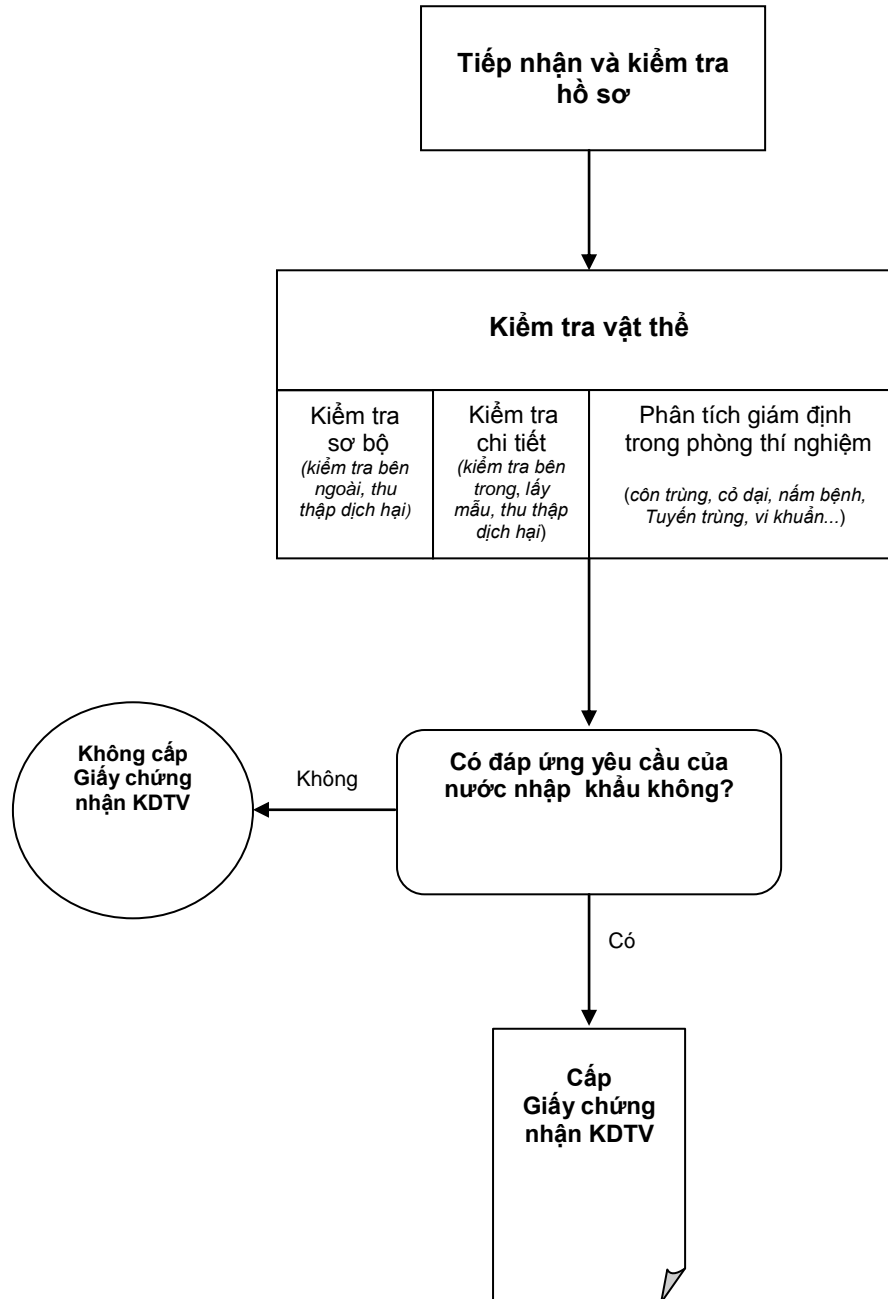 Tiếp nhận và kiểm tra
hồ sơ
Kiểm tra vật thể
Kiểm tra
sơ bộ
(kiểm tra bên
ngoài, thu
thập dịch hại)
Kiểm tra
chi tiết
(kiểm tra bên
trong, lấy
mẫu, thu thập
dịch hại)
Phân tích giám định
trong phòng thí nghiệm
(côn trùng, cỏ dại, nấm bệnh,
Tuyến trùng, vi khuẩn...)
Không cấp
Giấy chứng
nhận KDTV
Không
Có đáp ứng yêu cầu của
nước nhập khẩu không?
Có
Cấp
Giấy chứng
nhận KDTV